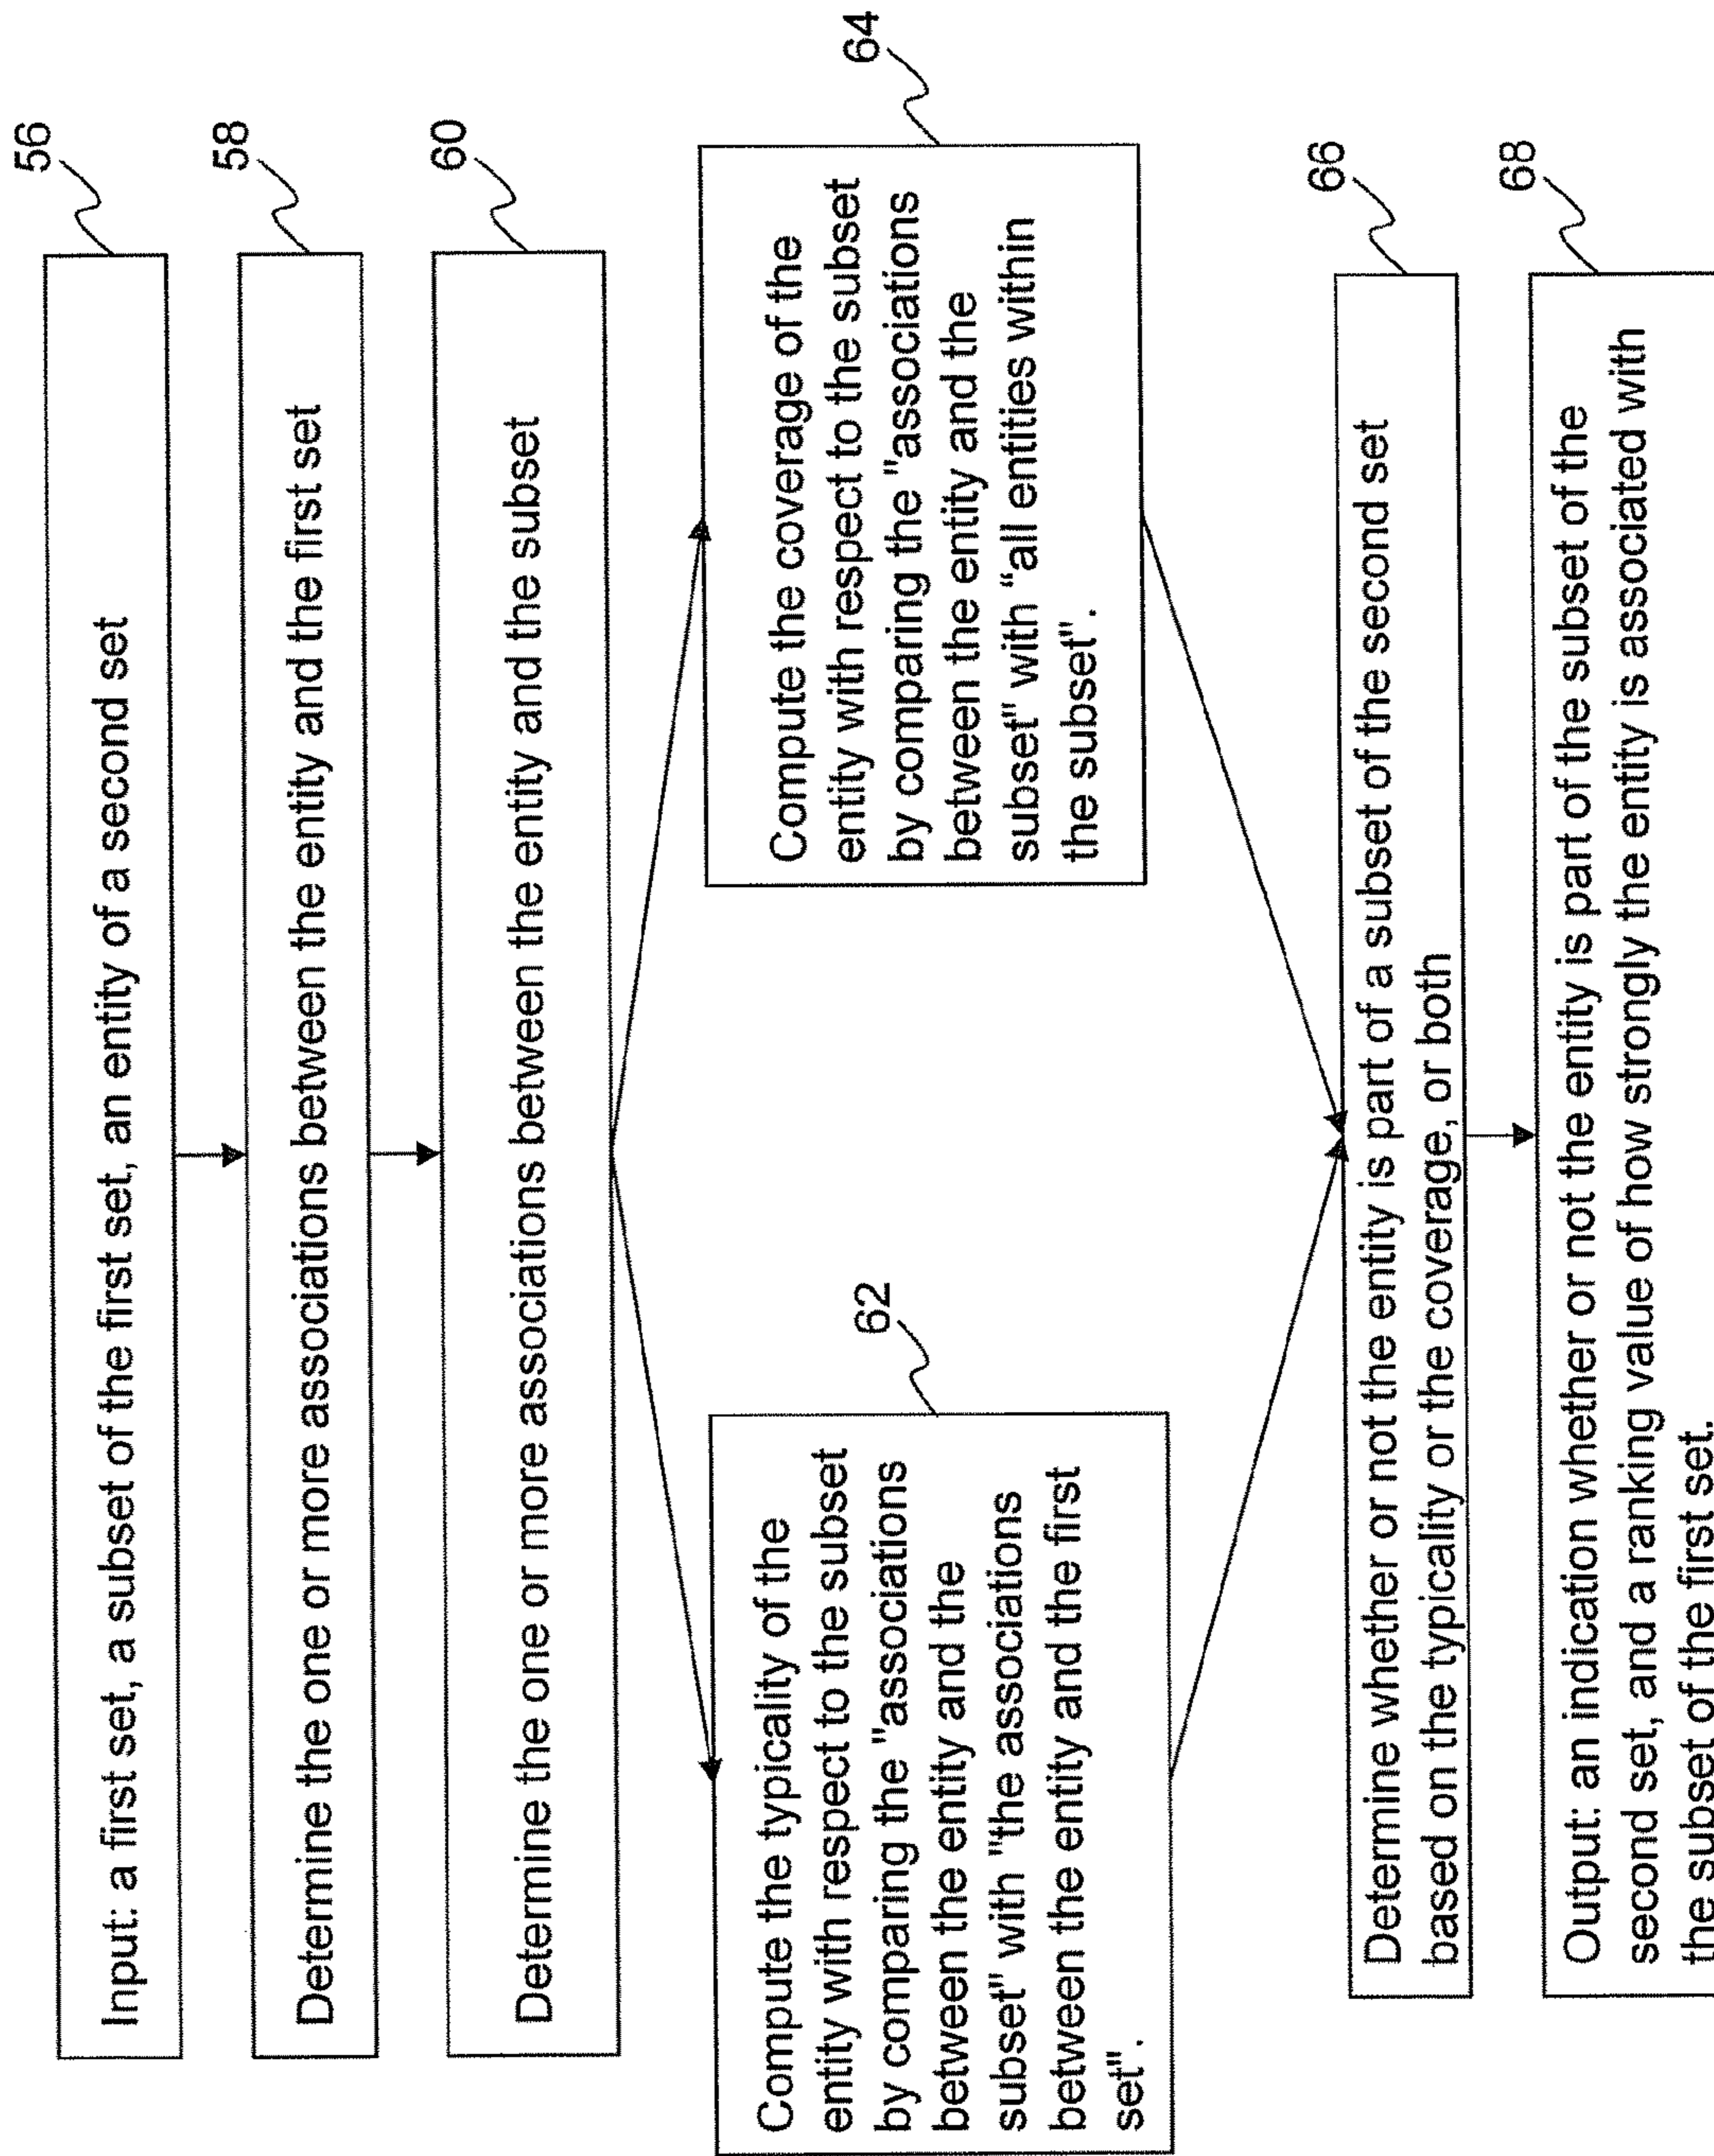 56
Input: a first set, a subset of the first set, an entity of a second set
58
Determine the one or more associations between the entity and the first set
60
Determine the one or more associations between the entity and the subset
62
Compute the typicality of the
entity with respect to the subset
by comparing the "associations
between the entity and the
subset" with "the associations
between the entity and the first
set".
64
Compute the coverage of the
entity with respect to the subset
by comparing the "associations
between the entity and the
subset" with "all entities within
the subset".
66
Determine whether or not the entity is part of a subset of the second set
based on the typicality or the coverage, or both
68
Output: an indication whether or not the entity is part of the subset of the
second set, and a ranking value of how strongly the entity is associated with
the subset of the first set.